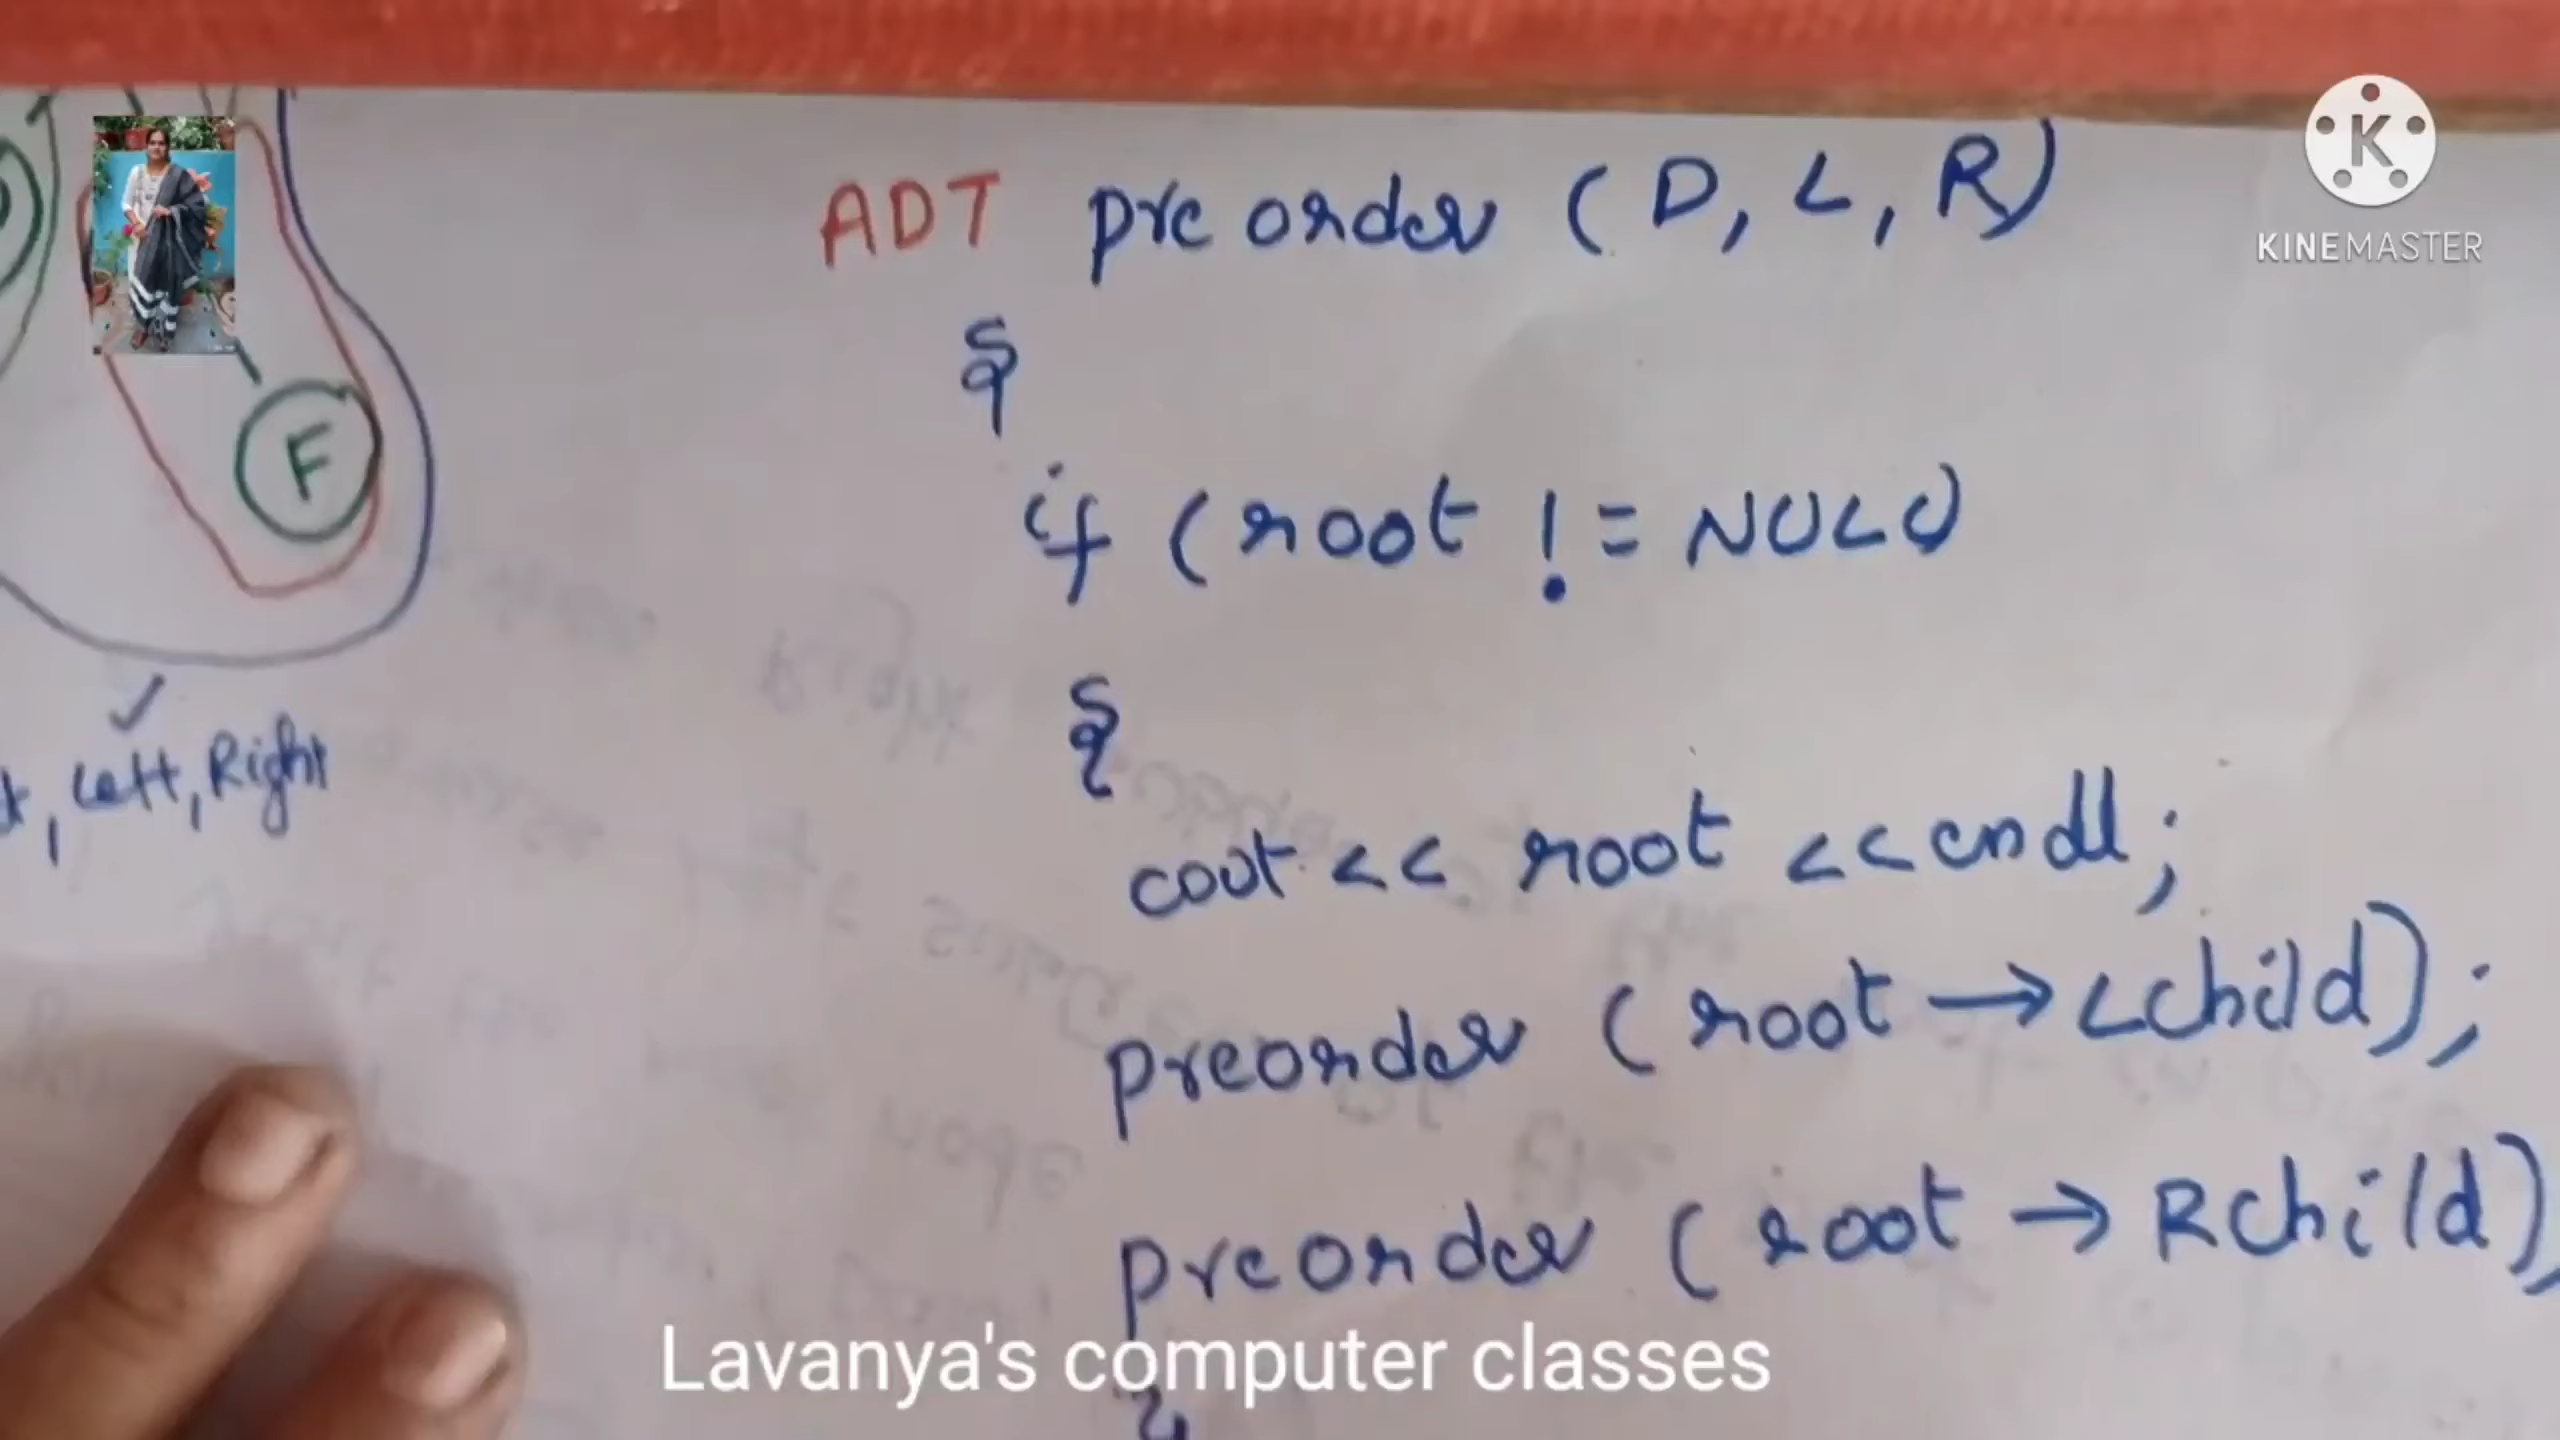 ADT preorder (D, L, R)
{
if (root != NULL)
{
cout << root << endl;
preorder (root → Lchild);
preorder (root → Rchild),
}
F
, Left, Right
K
KINEMASTER
Lavanya's computer classes